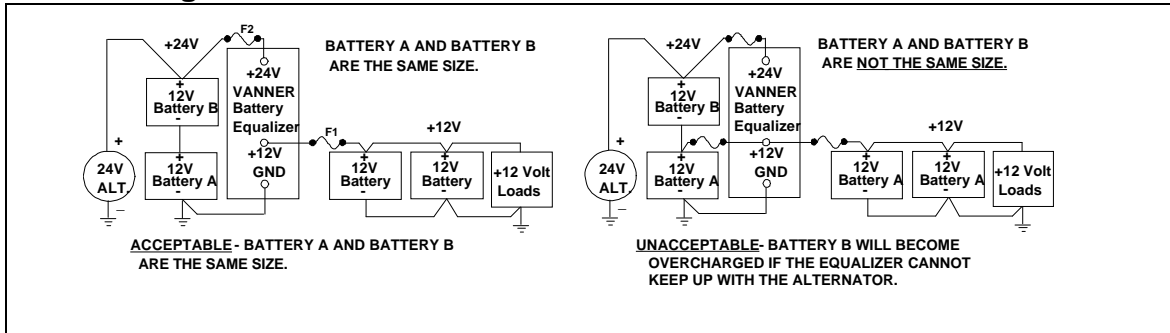 F2
+24V
BATTERY A AND BATTERY B
ARE THE SAME SIZE.
+24V
VANNER
Battery
Equalizer
+12V
GND
+
12V
Battery B
-
+
12V
Battery A
-
+
24V
ALT.
-
F1
+12V
+
12V
Battery
-
+
12V
Battery
-
+12 Volt
Loads
ACCEPTABLE - BATTERY A AND BATTERY B
ARE THE SAME SIZE.
+24V
BATTERY A AND BATTERY B
ARE NOT THE SAME SIZE.
+24V
VANNER
Battery
Equalizer
+12V
GND
+
12V
Battery B
-
+
12V
Battery A
-
+
24V
ALT.
-
+12V
+
12V
Battery A
-
+
12V
Battery A
-
+12 Volt
Loads
UNACCEPTABLE- BATTERY B WILL BECOME
OVERCHARGED IF THE EQUALIZER CANNOT
KEEP UP WITH THE ALTERNATOR.